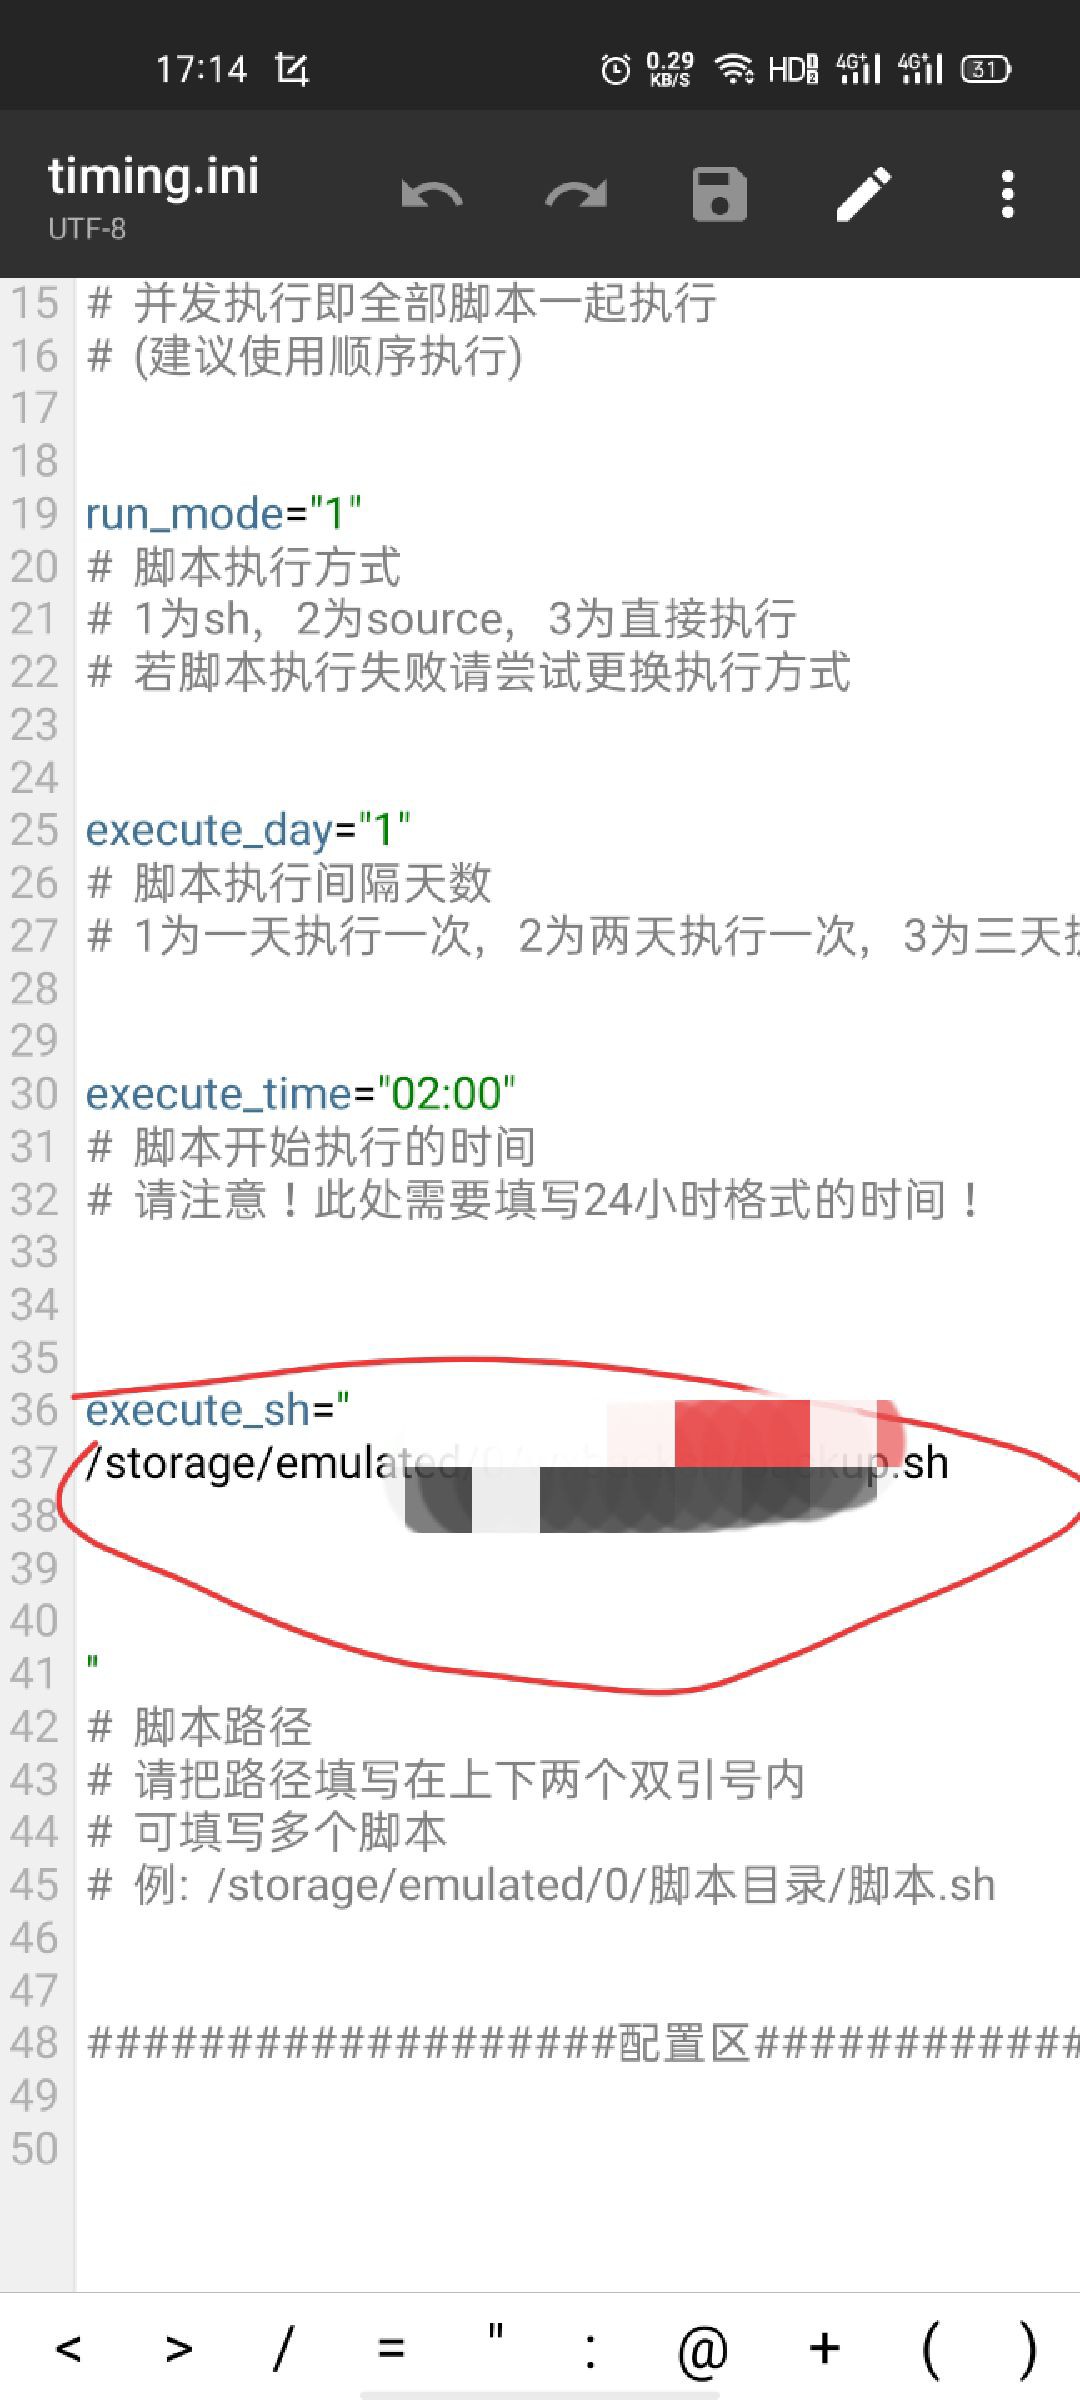 17:14 0.29 KB/S HD 1 2 4G+ 4G+ 31
timing.ini
UTF-8
15 # 并发执行即全部脚本一起执行
16 # (建议使用顺序执行)
17
18
19 run_mode="1"
20 # 脚本执行方式
21 # 1为sh，2为source，3为直接执行
22 # 若脚本执行失败请尝试更换执行方式
23
24
25 execute_day="1"
26 # 脚本执行间隔天数
27 # 1为一天执行一次，2为两天执行一次，3为三天
28
29
30 execute_time="02:00"
31 # 脚本开始执行的时间
32 # 请注意！此处需要填写24小时格式的时间！
33
34
35
36 execute_sh="
37 /storage/emulated/0/ backup.sh
38
39
40
41 "
42 # 脚本路径
43 # 请把路径填写在上下两个双引号内
44 # 可填写多个脚本
45 # 例: /storage/emulated/0/脚本目录/脚本.sh
46
47
48 ###################配置区############
49
50
< > / = " : @ + ( )